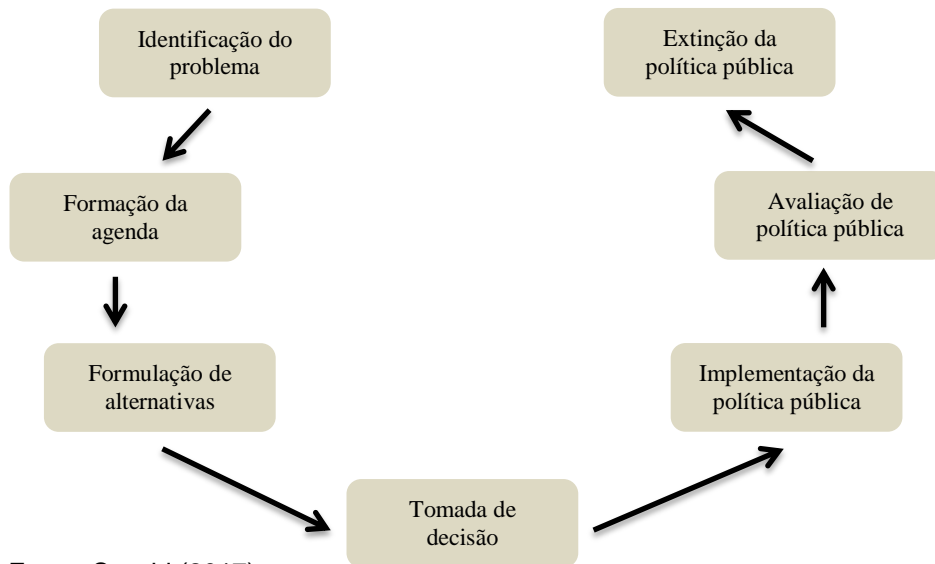 Identificação do
problema
Extinção da
política pública
Formação da
agenda
Avaliação de
política pública
Formulação de
alternativas
Implementação da
política pública
Tomada de
decisão